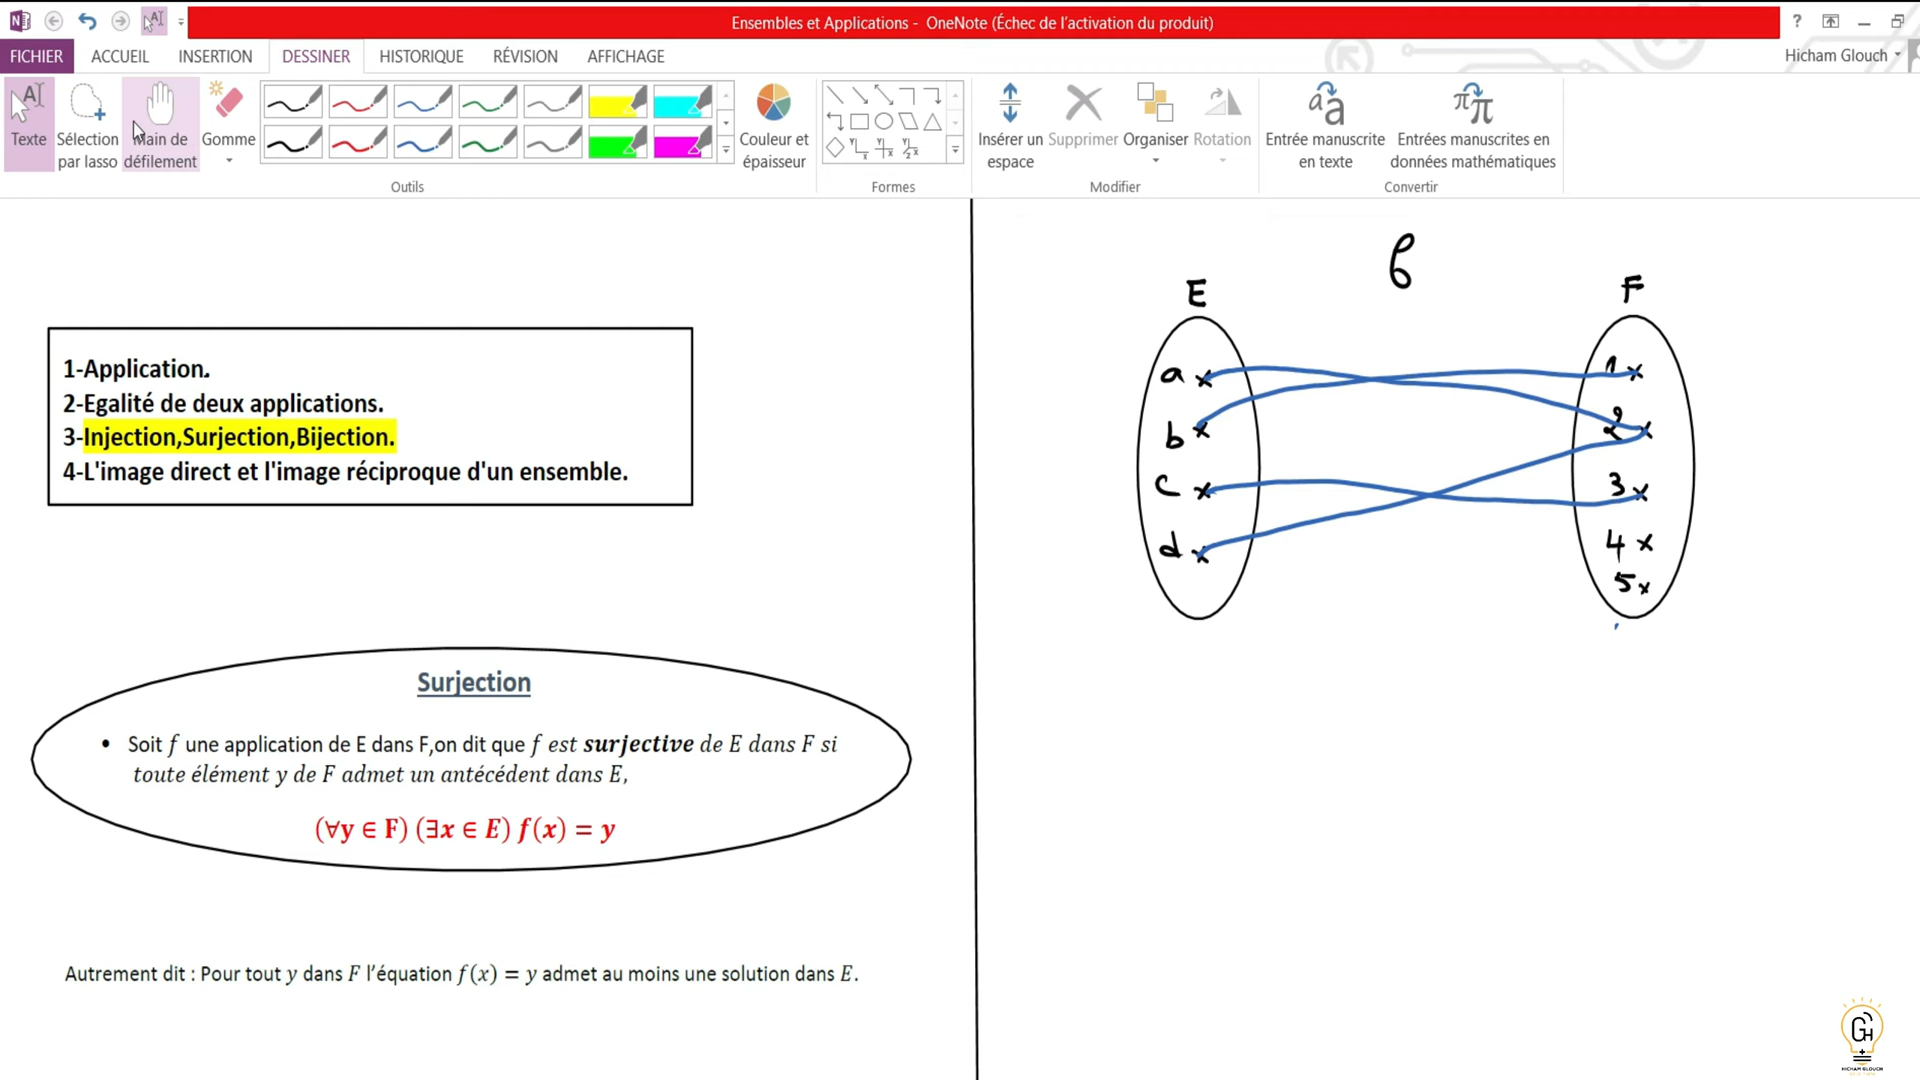 Ensembles et Applications - OneNote (Échec de l'activation du produit)
?
FICHIER ACCUEIL INSERTION DESSINER HISTORIQUE RÉVISION AFFICHAGE
Hicham Glouch
Texte
Sélection par lasso
Main de défilement
Gomme
Couleur et épaisseur
Insérer un espace
Supprimer
Organiser
Rotation
Entrée manuscrite en texte
Entrées manuscrites en données mathématiques
Outils
Formes
Modifier
Convertir
1-Application.
2-Egalité de deux applications.
3-Injection,Surjection,Bijection.
4-L'image direct et l'image réciproque d'un ensemble.
Surjection
• Soit f une application de E dans F,on dit que f est surjective de E dans F si
toute élément y de F admet un antécédent dans E,
(∀y ∈ F) (∃x ∈ E) f(x) = y
Autrement dit : Pour tout y dans F l'équation f(x) = y admet au moins une solution dans E.
f
E
F
a x
b x
c x
d x
1 x
2 x
3 x
4 x
5 x
GH
HICHAM GLOUCH